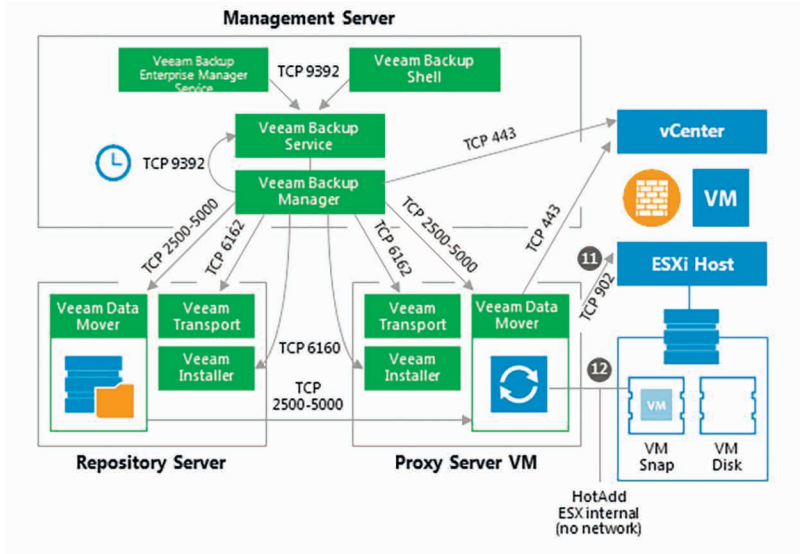 Management Server
Veeam Backup
Enterprise Manager
Service
TCP 9392
Veeam Backup
Shell
Veeam Backup
Service
TCP 9392
Veeam Backup
Manager
TCP 443
vCenter
VM
TCP 2500-5000
TCP 6162
TCP 6162
TCP 2500-5000
TCP 443
11
TCP 902
ESXi Host
Veeam Data
Mover
Veeam
Transport
Veeam
Installer
TCP 6160
TCP
2500-5000
Veeam
Transport
Veeam
Installer
Veeam Data
Mover
12
VM
VM
Snap
VM
Disk
Repository Server
Proxy Server VM
HotAdd
ESX internal
(no network)